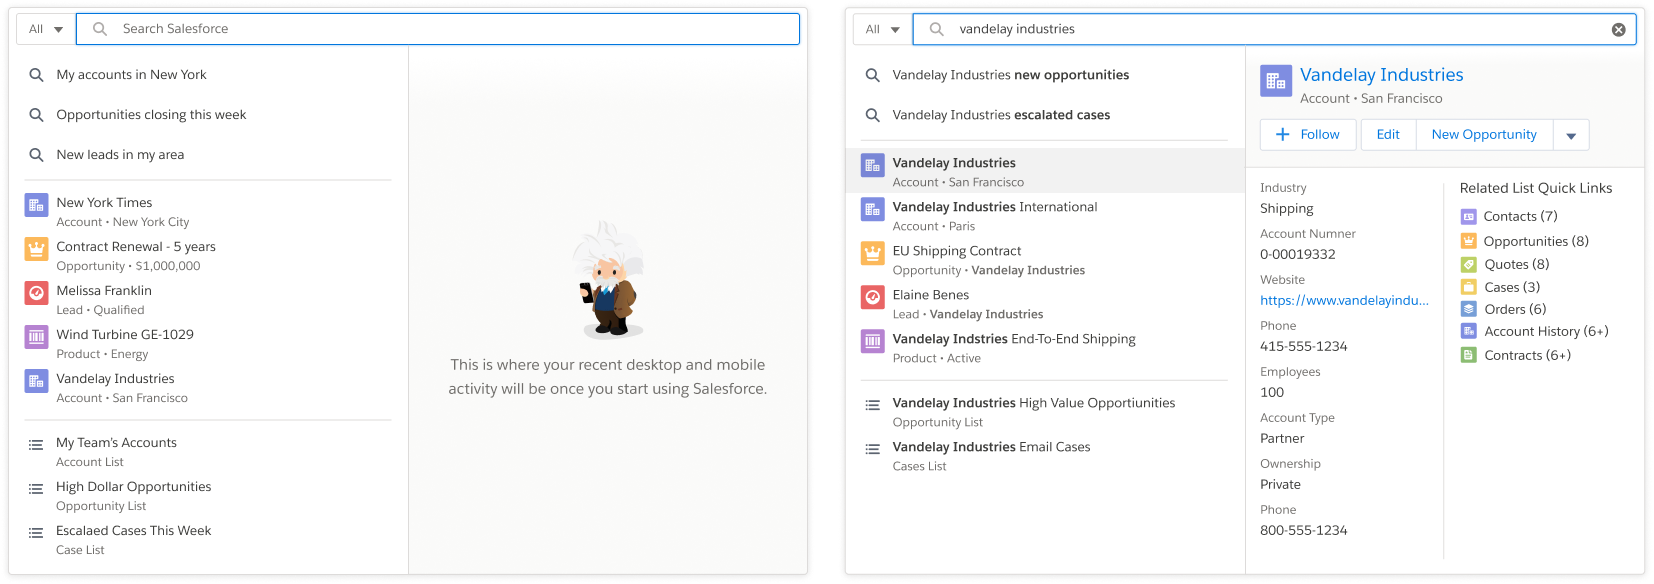 All
Search Salesforce
My accounts in New York
Opportunities closing this week
New leads in my area
New York Times
Account • New York City
Contract Renewal - 5 years
Opportunity • $1,000,000
Melissa Franklin
Lead • Qualified
Wind Turbine GE-1029
Product • Energy
Vandelay Industries
Account • San Francisco
My Team's Accounts
Account List
High Dollar Opportunities
Opportunity List
Escalaed Cases This Week
Case List
This is where your recent desktop and mobile
activity will be once you start using Salesforce.
All
vandelay industries
Vandelay Industries new opportunities
Vandelay Industries escalated cases
Vandelay Industries
Account • San Francisco
Vandelay Industries International
Account • Paris
EU Shipping Contract
Opportunity • Vandelay Industries
Elaine Benes
Lead • Vandelay Industries
Vandelay Indstries End-To-End Shipping
Product • Active
Vandelay Industries High Value Opportiunities
Opportunity List
Vandelay Industries Email Cases
Cases List
Vandelay Industries
Account • San Francisco
Follow
Edit
New Opportunity
Industry
Shipping
Account Numner
0-00019332
Website
https://www.vandelayindu...
Phone
415-555-1234
Employees
100
Account Type
Partner
Ownership
Private
Phone
800-555-1234
Related List Quick Links
Contacts (7)
Opportunities (8)
Quotes (8)
Cases (3)
Orders (6)
Account History (6+)
Contracts (6+)